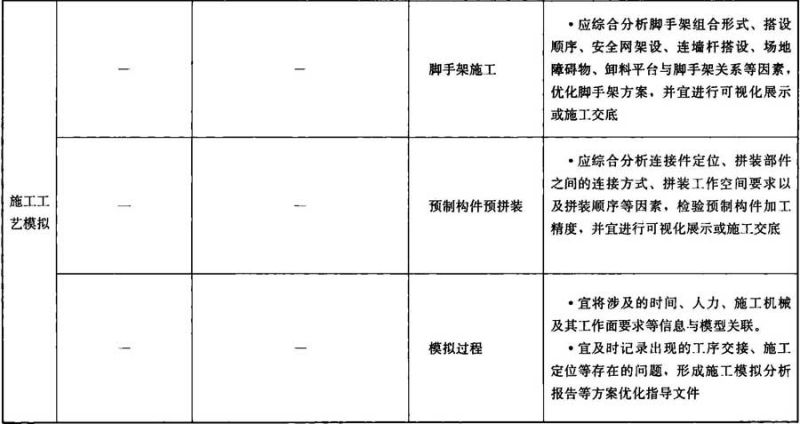 · 应综合分析脚手架组合形式、搭设
顺序、安全网架设、连墙杆搭设、场地
— — 脚手架施工 障碍物、卸料平台与脚手架关系等因素，
优化脚手架方案，并宜进行可视化展示
或施工交底
· 应综合分析连接件定位、拼装部件
之间的连接方式、拼装工作空间要求以
施工工
艺模拟
— — 预制构件预拼装 及拼装顺序等因素，检验预制构件加工
精度，并宜进行可视化展示或施工交底
· 宜将涉及的时间、人力、施工机械
及其工作面要求等信息与模型关联。
— — 模拟过程 · 宜及时记录出现的工序交接、施工
定位等存在的问题，形成施工模拟分析
报告等方案优化指导文件